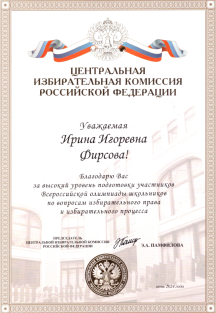 ЦЕНТРАЛЬНАЯ
ИЗБИРАТЕЛЬНАЯ КОМИССИЯ
РОССИЙСКОЙ ФЕДЕРАЦИИ
Уважаемая
Ирина Игоревна
Фирсова!
Благодарю Вас
за высокий уровень подготовки участников
Всероссийской олимпиады школьников
по вопросам избирательного права
и избирательного процесса
ПРЕДСЕДАТЕЛЬ
ЦЕНТРАЛЬНОЙ ИЗБИРАТЕЛЬНОЙ КОМИССИИ
РОССИЙСКОЙ ФЕДЕРАЦИИ
Э.А. ПАМФИЛОВА